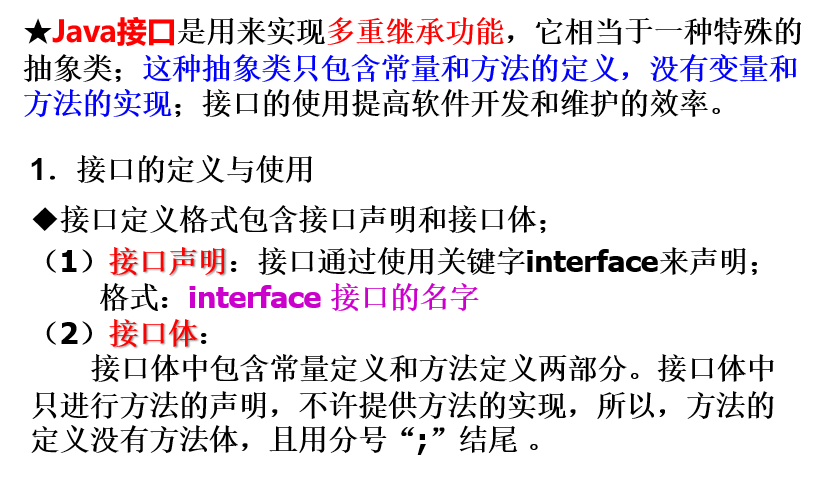 ★Java接口是用来实现多重继承功能，它相当于一种特殊的
抽象类；这种抽象类只包含常量和方法的定义，没有变量和
方法的实现；接口的使用提高软件开发和维护的效率。
1．接口的定义与使用
◆接口定义格式包含接口声明和接口体；
（1）接口声明：接口通过使用关键字interface来声明；
格式：interface 接口的名字
（2）接口体：
接口体中包含常量定义和方法定义两部分。接口体中
只进行方法的声明，不许提供方法的实现，所以，方法的
定义没有方法体，且用分号“;”结尾 。